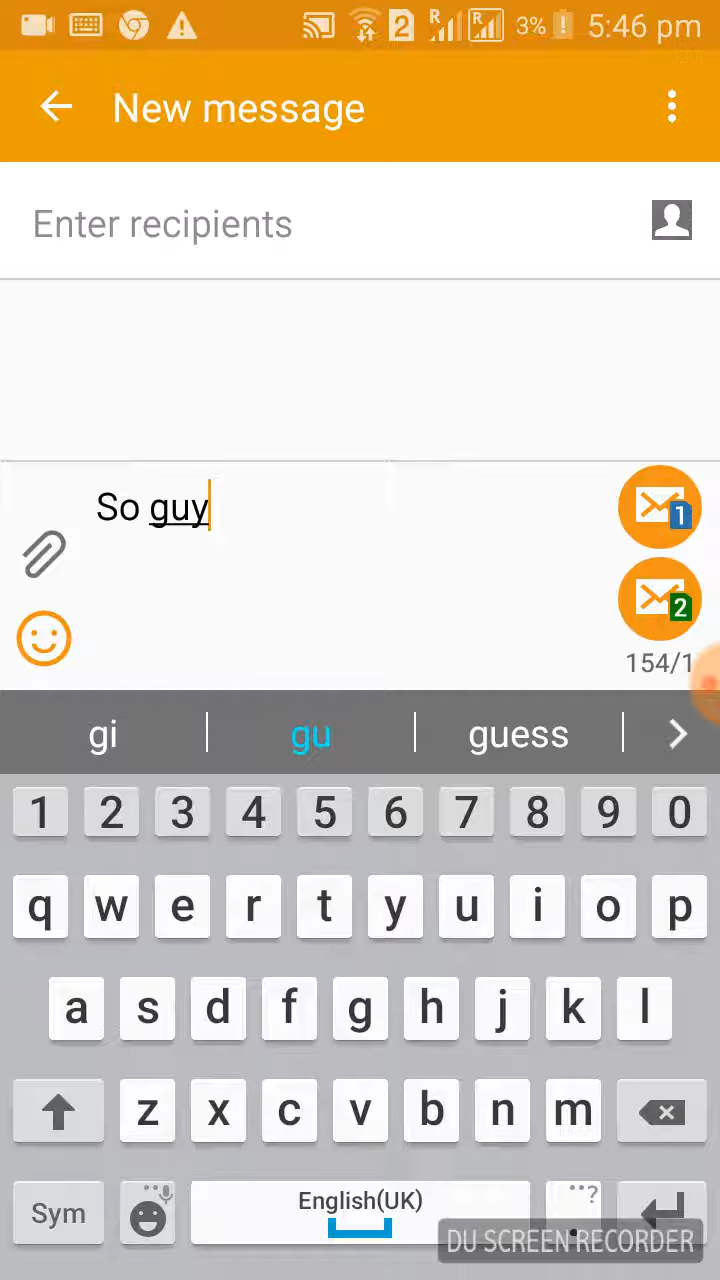 2 R R 3% ! 5:46 pm
New message
Enter recipients
So guy
1
2
154/1
gi gu guess
1 2 3 4 5 6 7 8 9 0
q w e r t y u i o p
a s d f g h j k l
z x c v b n m
Sym English(UK) ?
DU SCREEN RECORDER